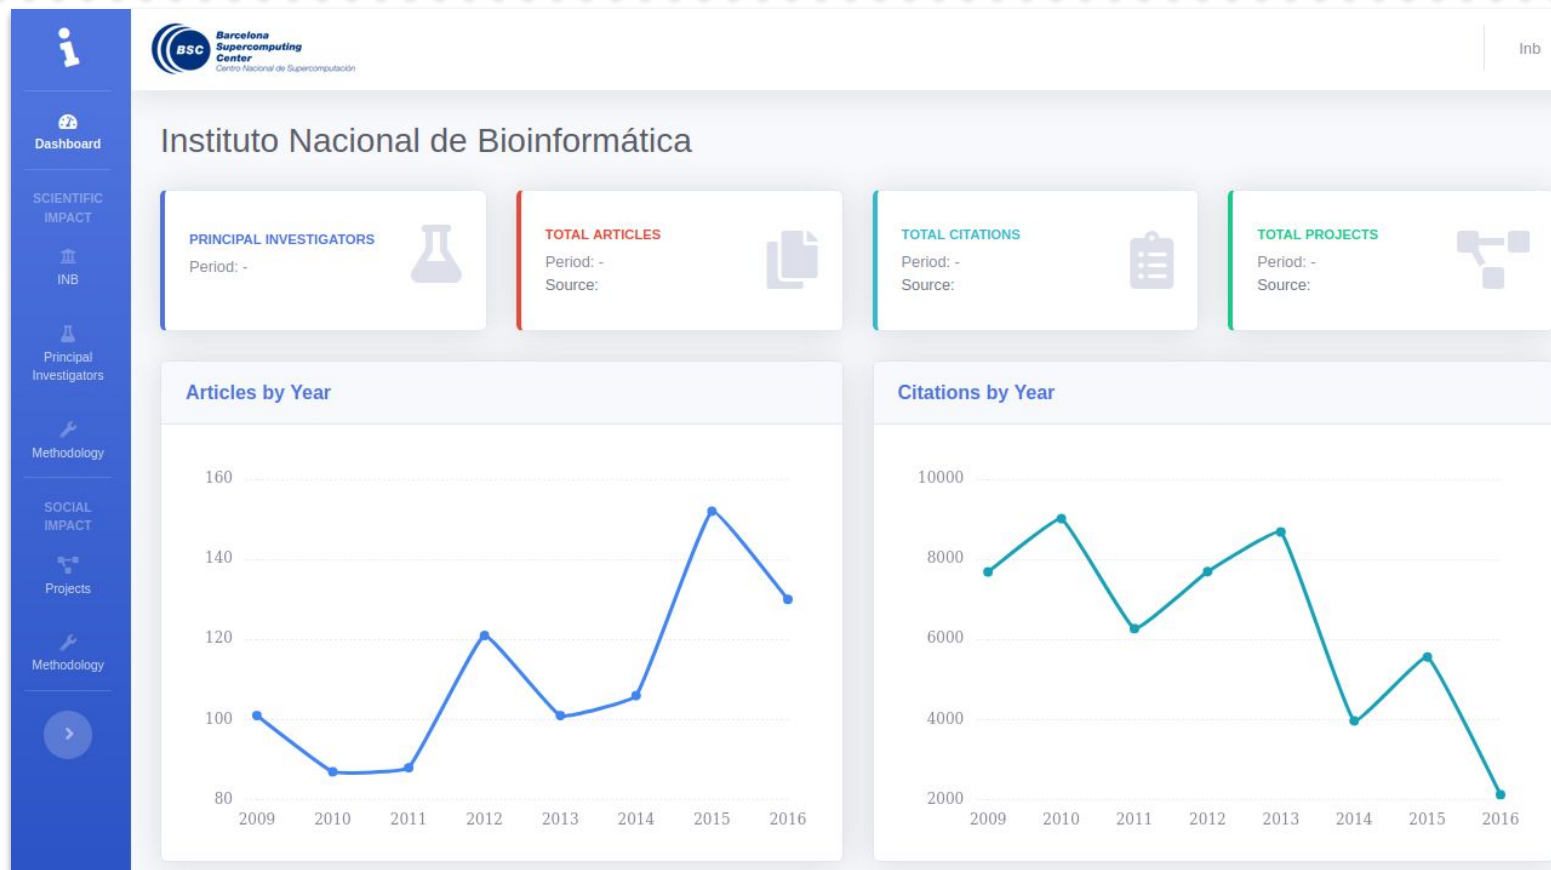 Barcelona
Supercomputing
Center
Centro Nacional de Supercomputación
BSC
Inb
Dashboard
SCIENTIFIC
IMPACT
INB
Principal
Investigators
Methodology
SOCIAL
IMPACT
Projects
Methodology
Instituto Nacional de Bioinformática
PRINCIPAL INVESTIGATORS
Period: -
TOTAL ARTICLES
Period: -
Source:
TOTAL CITATIONS
Period: -
Source:
TOTAL PROJECTS
Period: -
Source:
Articles by Year
160
140
120
100
80
2009 2010 2011 2012 2013 2014 2015 2016
Citations by Year
10000
8000
6000
4000
2000
2009 2010 2011 2012 2013 2014 2015 2016